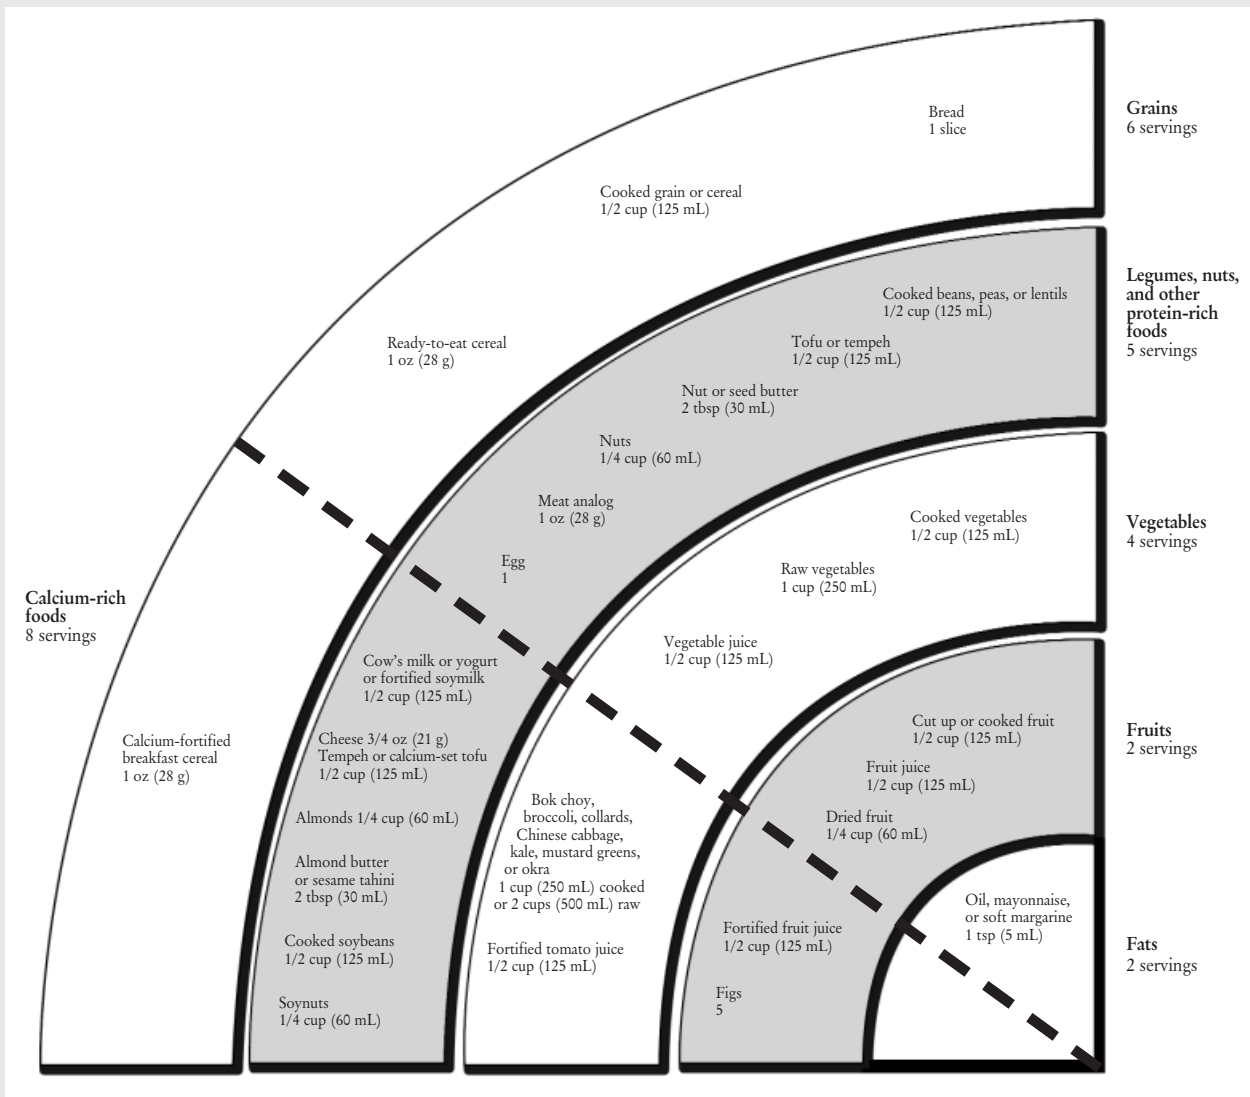 Bread
1 slice
Grains
6 servings
Cooked grain or cereal
1/2 cup (125 mL)
Ready-to-eat cereal
1 oz (28 g)
Legumes, nuts,
and other
protein-rich
foods
5 servings
Cooked beans, peas, or lentils
1/2 cup (125 mL)
Tofu or tempeh
1/2 cup (125 mL)
Nut or seed butter
2 tbsp (30 mL)
Nuts
1/4 cup (60 mL)
Meat analog
1 oz (28 g)
Egg
1
Vegetables
4 servings
Cooked vegetables
1/2 cup (125 mL)
Raw vegetables
1 cup (250 mL)
Vegetable juice
1/2 cup (125 mL)
Fruits
2 servings
Cut up or cooked fruit
1/2 cup (125 mL)
Fruit juice
1/2 cup (125 mL)
Dried fruit
1/4 cup (60 mL)
Fats
2 servings
Oil, mayonnaise,
or soft margarine
1 tsp (5 mL)
Calcium-rich
foods
8 servings
Calcium-fortified
breakfast cereal
1 oz (28 g)
Cow's milk or yogurt
or fortified soymilk
1/2 cup (125 mL)
Cheese 3/4 oz (21 g)
Tempeh or calcium-set tofu
1/2 cup (125 mL)
Almonds 1/4 cup (60 mL)
Almond butter
or sesame tahini
2 tbsp (30 mL)
Cooked soybeans
1/2 cup (125 mL)
Soynuts
1/4 cup (60 mL)
Bok choy,
broccoli, collards,
Chinese cabbage,
kale, mustard greens,
or okra
1 cup (250 mL) cooked
or 2 cups (500 mL) raw
Fortified tomato juice
1/2 cup (125 mL)
Fortified fruit juice
1/2 cup (125 mL)
Figs
5